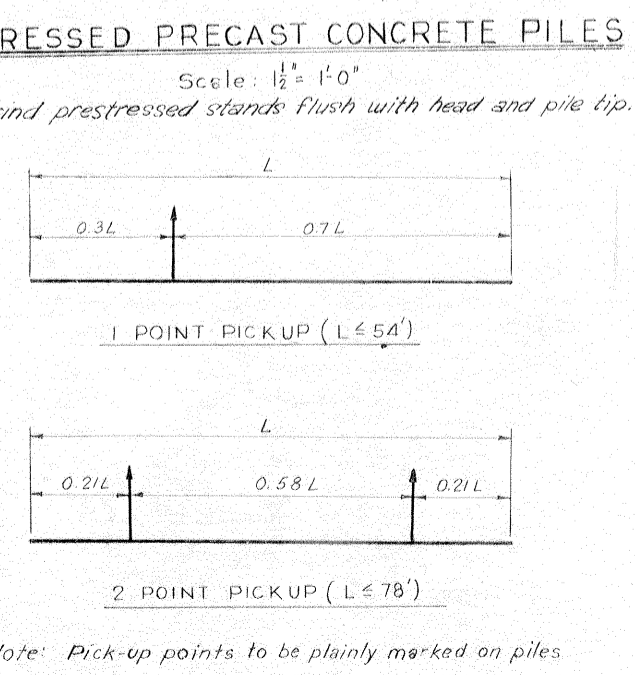 RESSED PRECAST CONCRETE PILES
Scale: 1½" = 1'-0"
ind prestressed stands flush with head and pile tip.
L
0.3L 0.7L
1 POINT PICKUP (L ≤ 54')
L
0.21L 0.58L 0.21L
2 POINT PICKUP (L ≤ 78')
Note: Pick-up points to be plainly marked on piles